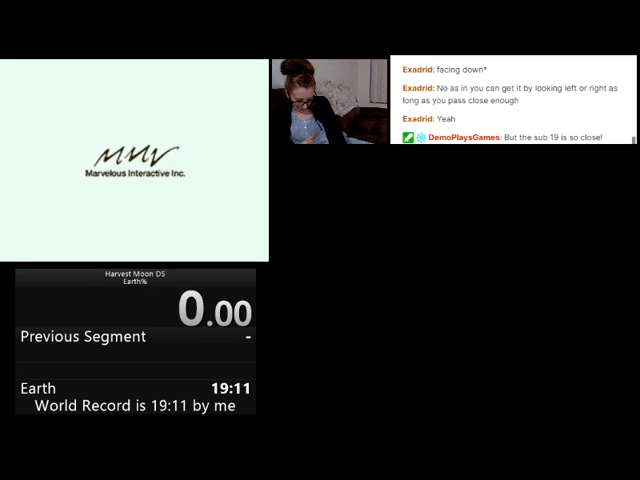 MMV
Marvelous Interactive Inc.
Exadrid: facing down*
Exadrid: No as in you can get it by looking left or right as
long as you pass close enough
Exadrid: Yeah
DemoPlaysGames: But the sub 19 is so close!
Harvest Moon DS
Earth%
0.00
Previous Segment -
Earth 19:11
World Record is 19:11 by me